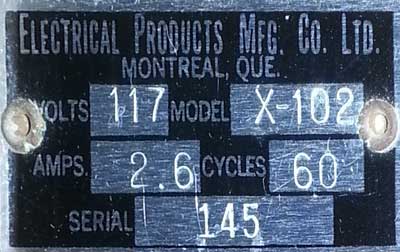 ELECTRICAL PRODUCTS MFG. CO. LTD.
MONTREAL, QUE.
VOLTS 117 MODEL X-102
AMPS. 2.6 CYCLES 60
SERIAL 145